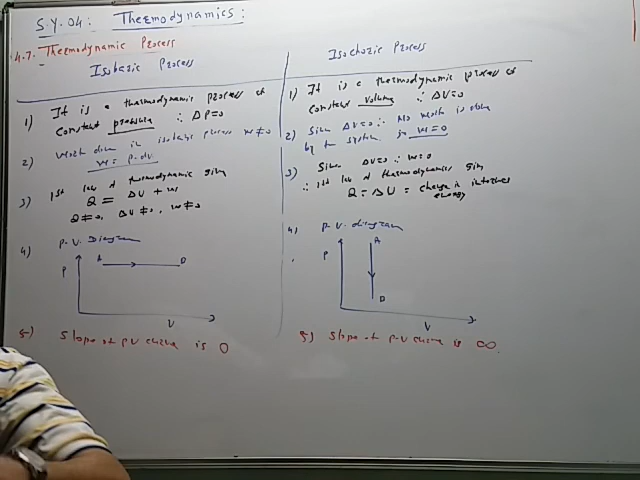 S.Y. 04: Thermodynamics:
4.7. Thermodynamic Process
Isobaric Process
1) It is a thermodynamic process at
constant pressure ∴ ΔP=0
2) work done in isobaric process w≠0
w = p·dv
3) 1st law of thermodynamic
Q = ΔU + w
Q≠0, ΔU≠0, w≠0
4) P-V. Diagram
P
A
V
5) Slope of PV curve is 0
Isochoric Process
1) It is a thermodynamic process at
constant volume ∴ ΔV=0
2) Since ΔV=0 ∴ No work is done
by the system w=0
3) Since ΔV=0 ∴ w=0
∴ 1st law of thermodynamics
Q = ΔU = change in internal
energy
4) P-V. diagram
P
A
V
5) Slope of P-V curve is ∞.